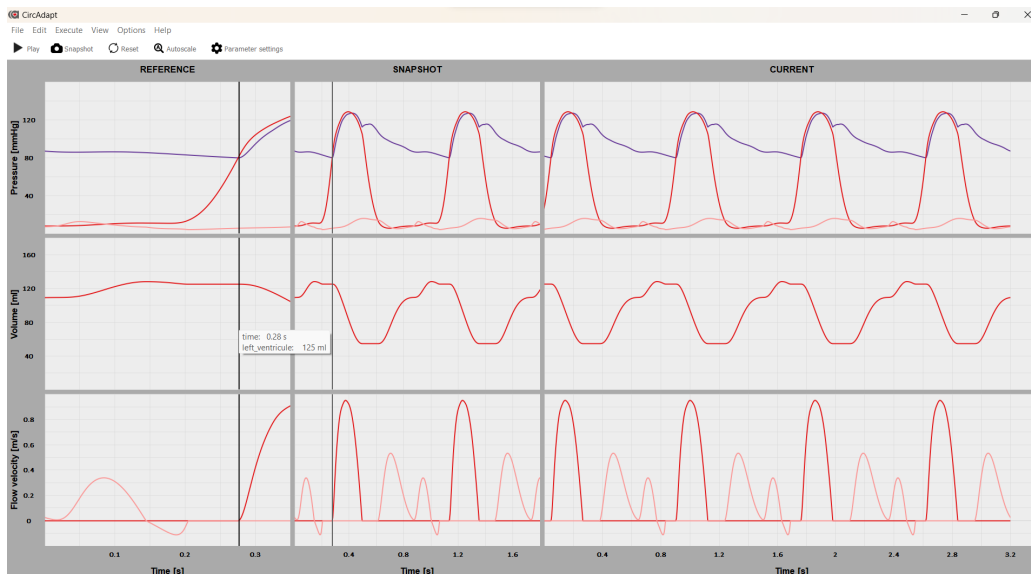 CircAdapt
File Edit Execute View Options Help
Play Snapshot Reset Autoscale Parameter settings
REFERENCE SNAPSHOT CURRENT
Pressure [mmHg]
120
80
40
Volume [ml]
160
120
80
40
time: 0.28 s
left_ventricule: 125 ml
Flow velocity [m/s]
0.8
0.6
0.4
0.2
0
0.1 0.2 0.3 0.4 0.8 1.2 1.6 0.4 0.8 1.2 1.6 2 2.4 2.8 3.2
Time [s] Time [s] Time [s]